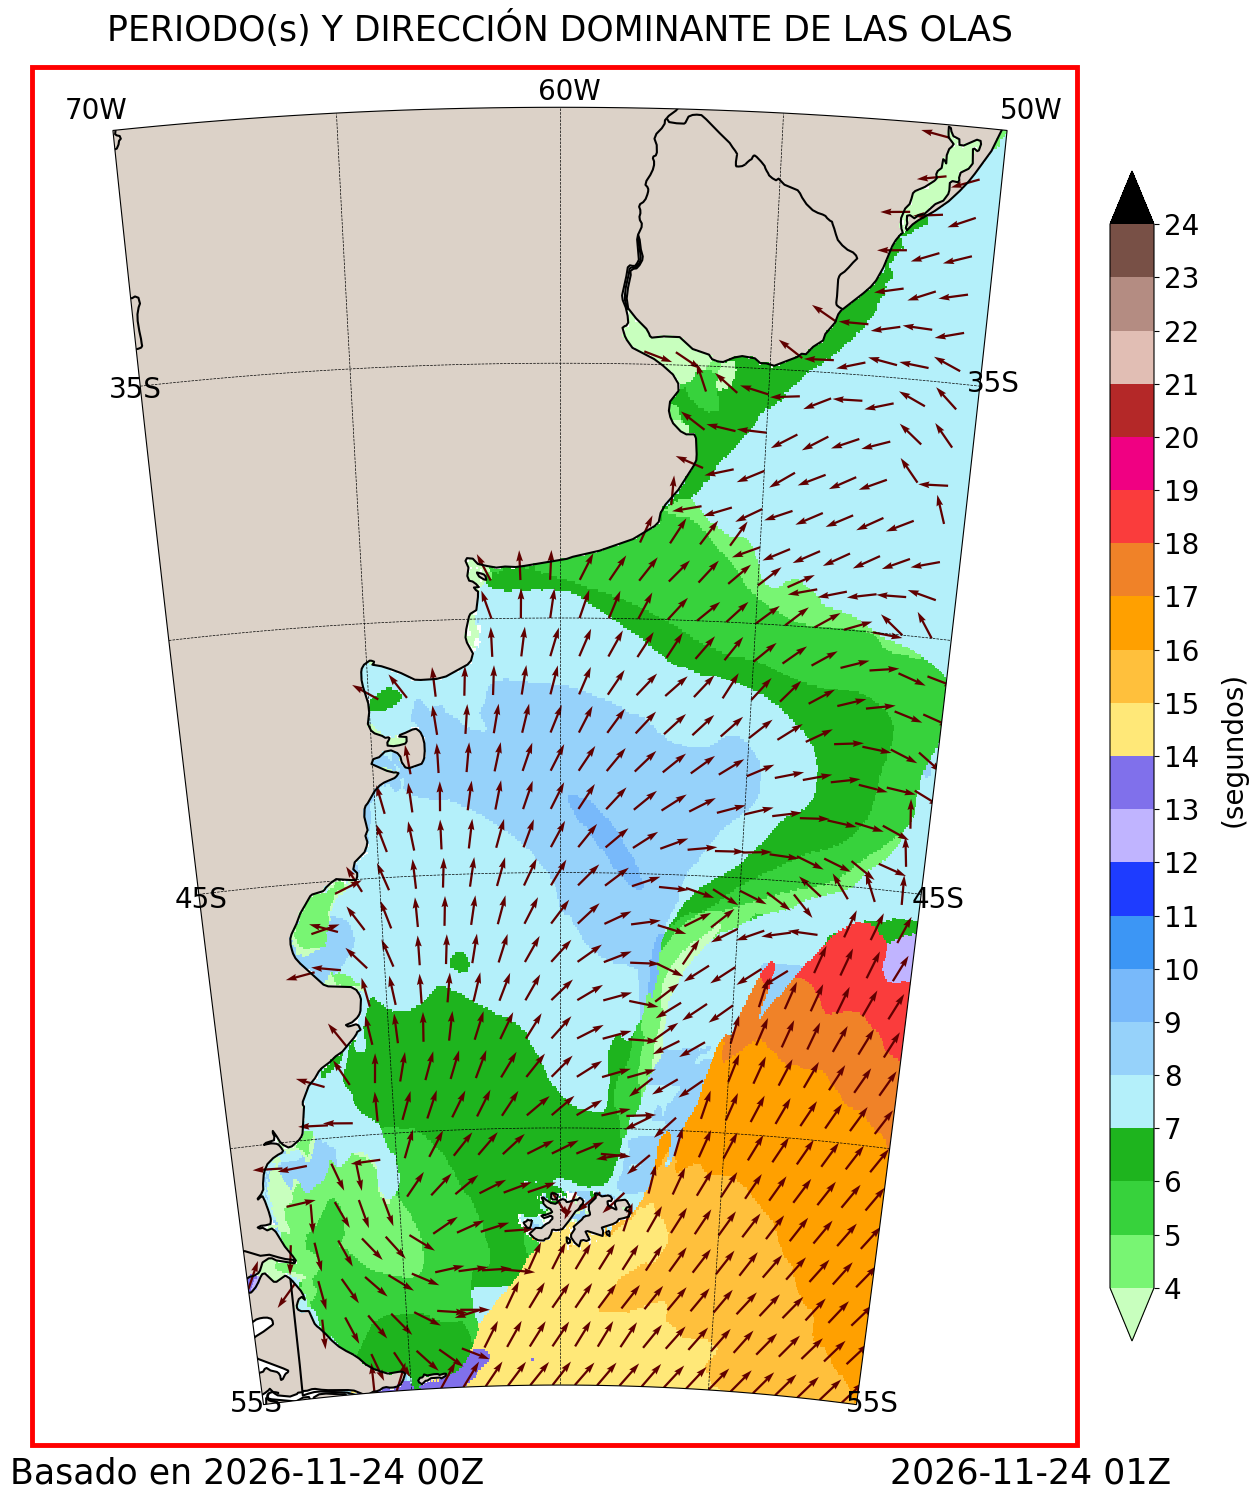 PERIODO(s) Y DIRECCIÓN DOMINANTE DE LAS OLAS
70W
60W
50W
35S
35S
45S
45S
55S
55S
24
23
22
21
20
19
18
17
16
15
14
13
12
11
10
9
8
7
6
5
4
(segundos)
Basado en 2026-11-24 00Z
2026-11-24 01Z